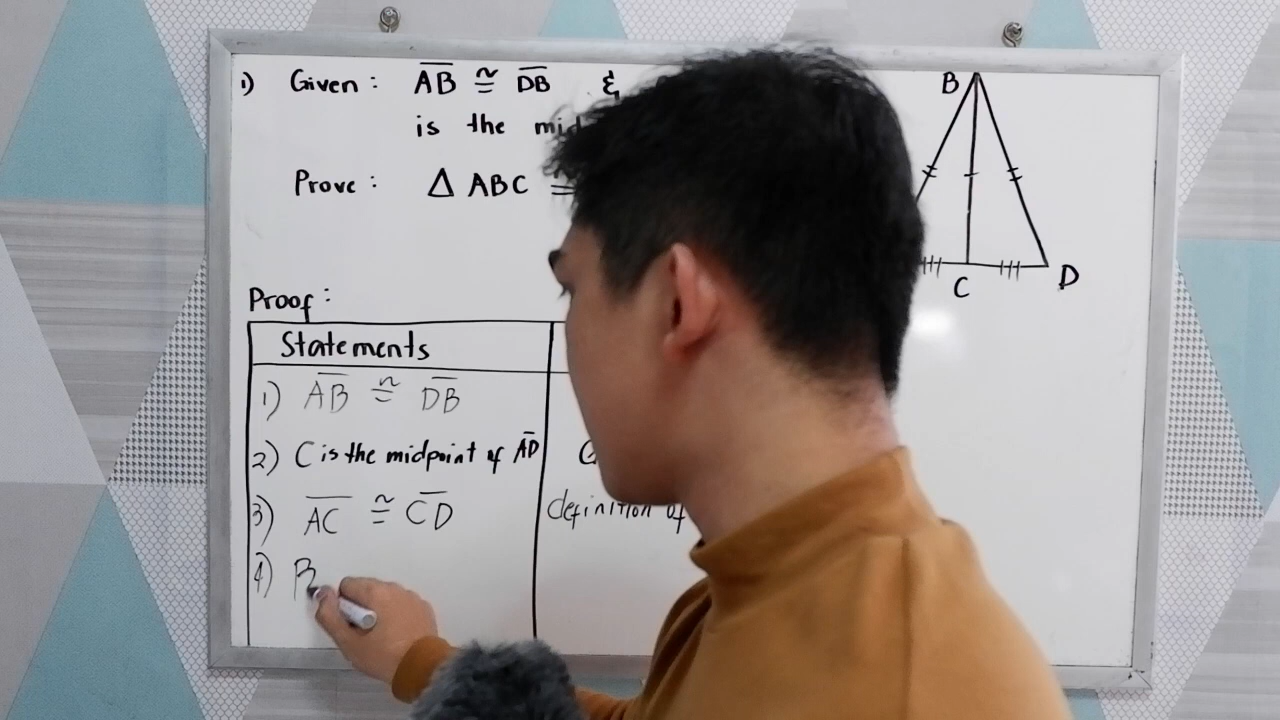 1) Given : AB ≅ DB &
is the
Prove : Δ ABC
B
C
D
Proof :
Statements
1) AB ≅ DB
2) C is the midpoint of AD
3) AC ≅ CD
definition of
4) B